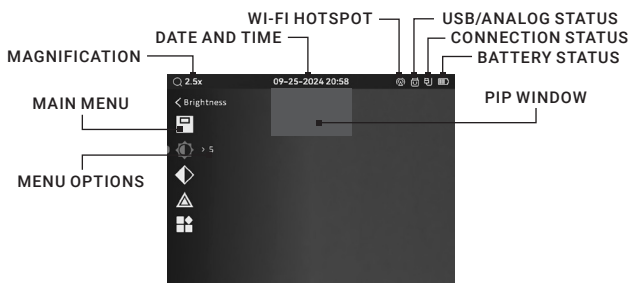 WI-FI HOTSPOT
USB/ANALOG STATUS
DATE AND TIME
CONNECTION STATUS
MAGNIFICATION
BATTERY STATUS
2.5x
09-25-2024 20:58
< Brightness
MAIN MENU
PIP WINDOW
> 5
MENU OPTIONS